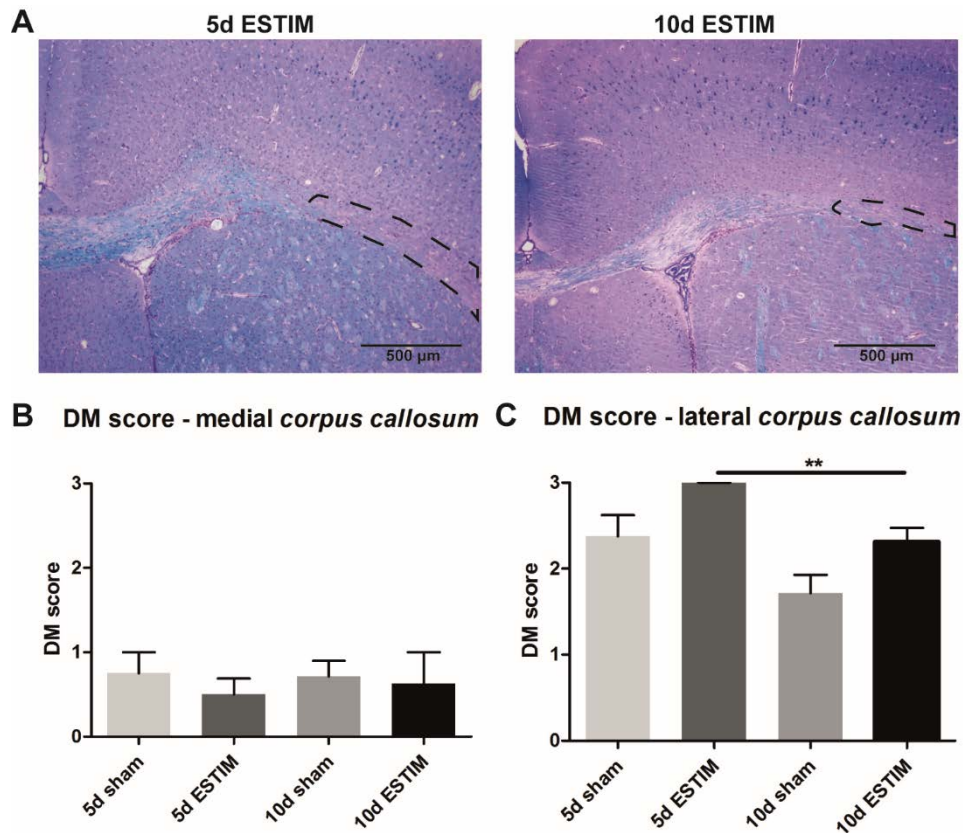 A
5d ESTIM
10d ESTIM
500 µm
500 µm
B DM score - medial corpus callosum
DM score
3
2
1
0
5d sham
5d ESTIM
10d sham
10d ESTIM
C DM score - lateral corpus callosum
**
DM score
3
2
1
0
5d sham
5d ESTIM
10d sham
10d ESTIM